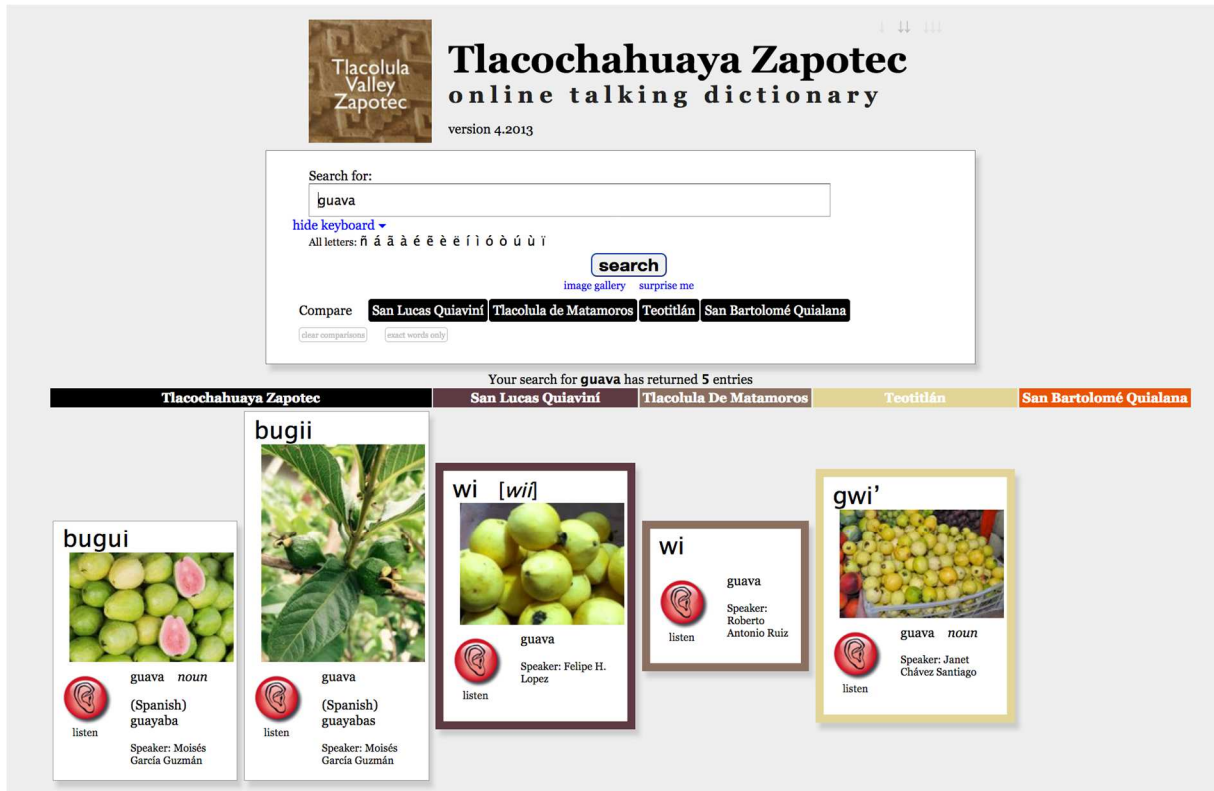 Tlacolula
Valley
Zapotec
↓ ↓↓ ↓↓↓
Tlacochahuaya Zapotec
online talking dictionary
version 4.2013
Search for:
guava
hide keyboard ▾
All letters: ñ á ã à é ẽ è ë í ì ó ò ú ù ï
search
image gallery surprise me
Compare San Lucas Quiaviní Tlacolula de Matamoros Teotitlán San Bartolomé Quialana
clear comparisons exact words only
Your search for guava has returned 5 entries
Tlacochahuaya Zapotec San Lucas Quiaviní Tlacolula De Matamoros Teotitlán San Bartolomé Quialana
bugui
guava noun
(Spanish)
guayaba
listen
Speaker: Moisés
García Guzmán
bugii
guava
(Spanish)
guayabas
listen
Speaker: Moisés
García Guzmán
wi [wii]
guava
Speaker: Felipe H.
Lopez
listen
wi
guava
Speaker:
Roberto
Antonio Ruiz
listen
gwi’
guava noun
Speaker: Janet
Chávez Santiago
listen